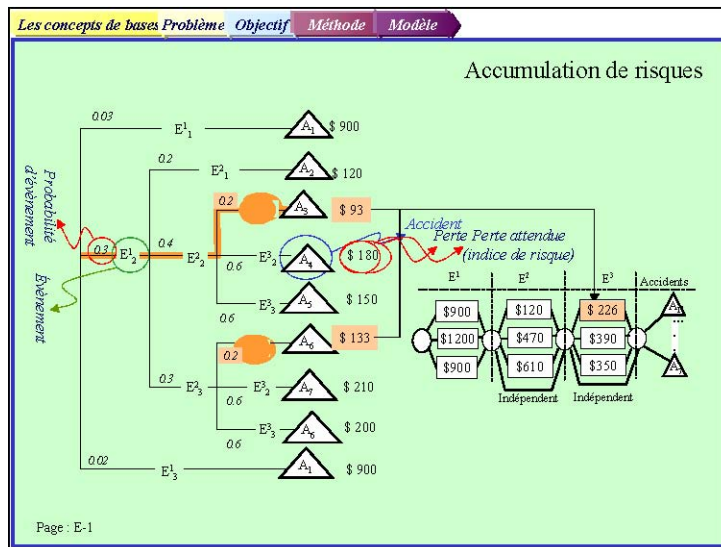 Les concepts de bases Problème Objectif Méthode Modèle
Accumulation de risques
0.03 E¹₁ A₁ $ 900
0.2 E²₁ A₂ $ 120
0.2 A₃ $ 93
Probabilité
d'évènement
Accident
0.3 E¹₂ 0.4 E²₂ 0.6 E³₂ A₄ $ 180
Perte Perte attendue
(indice de risque)
Évènement
0.6 E³₃ A₅ $ 150
0.2 A₆ $ 133
0.3 E²₃ 0.6 E³₂ A₇ $ 210
0.6 E³₃ A₆ $ 200
0.02 E¹₃ A₁ $ 900
E¹ E² E³ Accidents
$900 $120 $ 226
$1200 $470 $390
$900 $610 $350
Indépendent Indépendent
Page : E-1